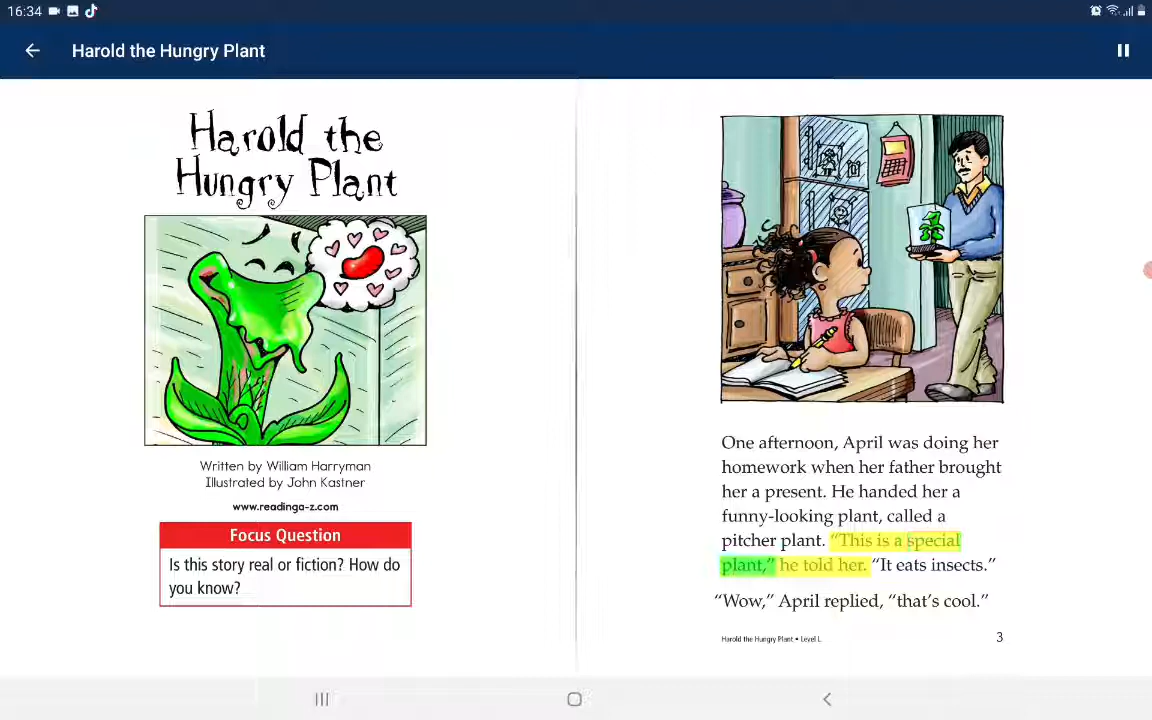 16:34
Harold the Hungry Plant
Harold the
Hungry Plant
Written by William Harryman
Illustrated by John Kastner
www.readinga-z.com
Focus Question
Is this story real or fiction? How do
you know?
One afternoon, April was doing her
homework when her father brought
her a present. He handed her a
funny-looking plant, called a
pitcher plant. “This is a special
plant,” he told her. “It eats insects.”
“Wow,” April replied, “that’s cool.”
Harold the Hungry Plant • Level L
3